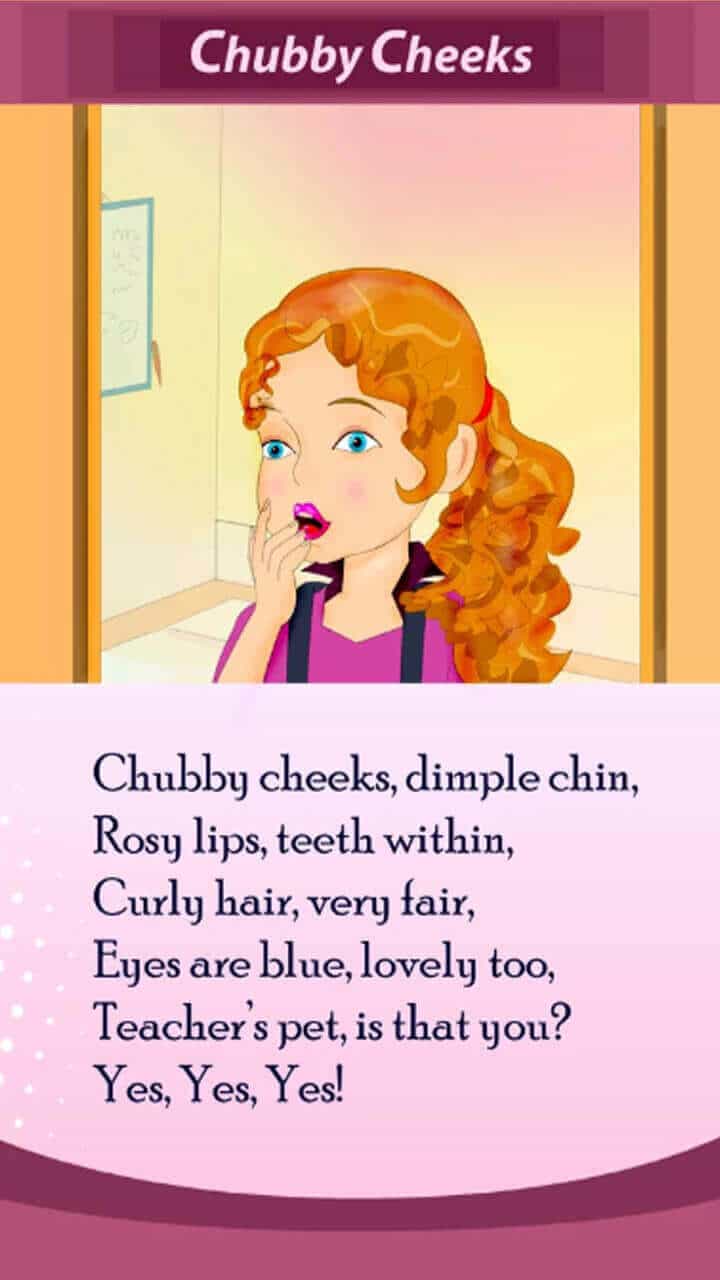 Chubby Cheeks
Chubby cheeks, dimple chin,
Rosy lips, teeth within,
Curly hair, very fair,
Eyes are blue, lovely too,
Teacher's pet, is that you?
Yes, Yes, Yes!